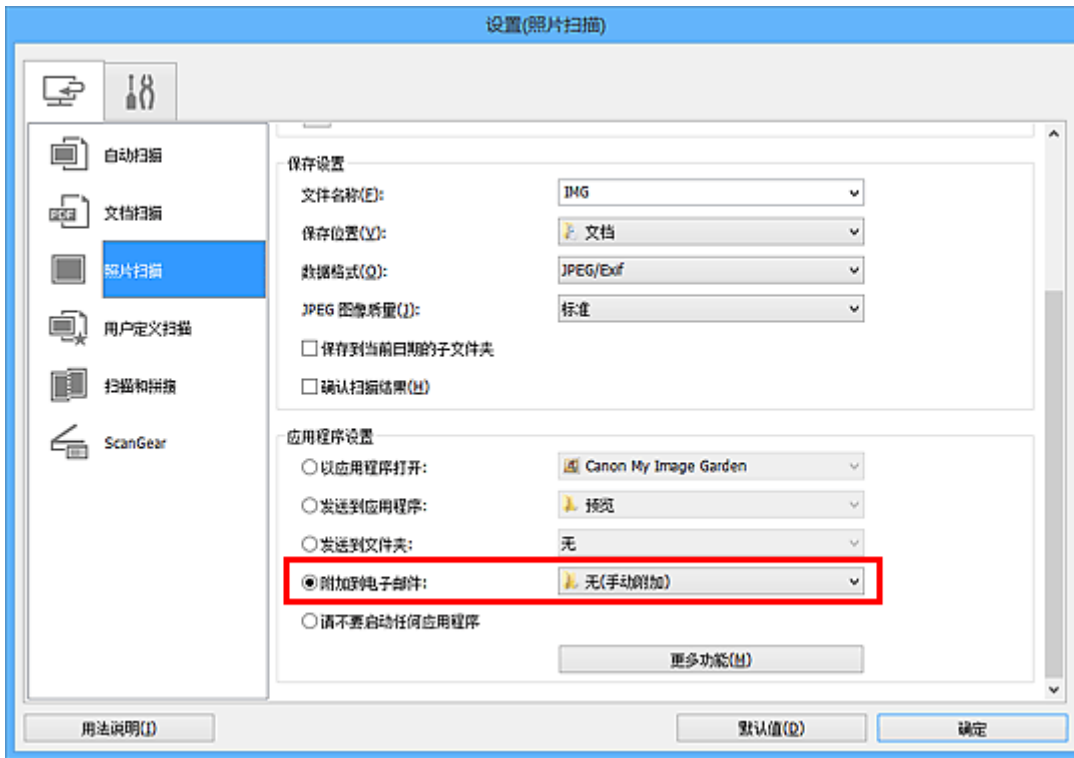 设置(照片扫描)
自动扫描
文档扫描
照片扫描
用户定义扫描
扫描和拼接
ScanGear
保存设置
文件名称(F): IMG
保存位置(V): 文档
数据格式(O): JPEG/Exif
JPEG 图像质量(J): 标准
保存到当前日期的子文件夹
确认扫描结果(H)
应用程序设置
以应用程序打开: Canon My Image Garden
发送到应用程序: 预览
发送到文件夹: 无
附加到电子邮件: 无(手动附加)
请不要启动任何应用程序
更多功能(M)
用法说明(I) 默认值(D) 确定